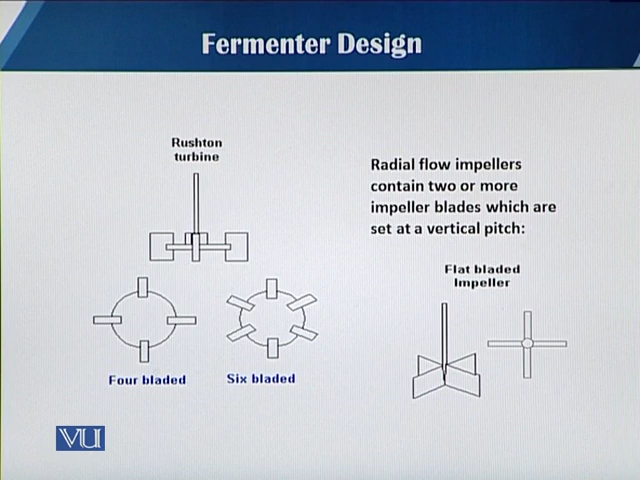 Fermenter Design
Rushton
turbine
Radial flow impellers
contain two or more
impeller blades which are
set at a vertical pitch:
Flat bladed
Impeller
Four bladed
Six bladed
VU